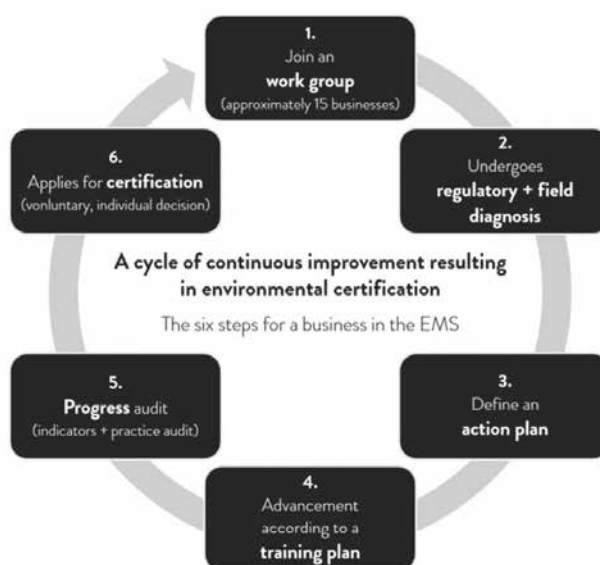 1.
Join an
work group
(approximately 15 businesses)
2.
Undergoes
regulatory + field
diagnosis
3.
Define an
action plan
4.
Advancement
according to a
training plan
5.
Progress audit
(indicators + practice audit)
6.
Applies for certification
(vonluntary, individual decision)
A cycle of continuous improvement resulting
in environmental certification
The six steps for a business in the EMS